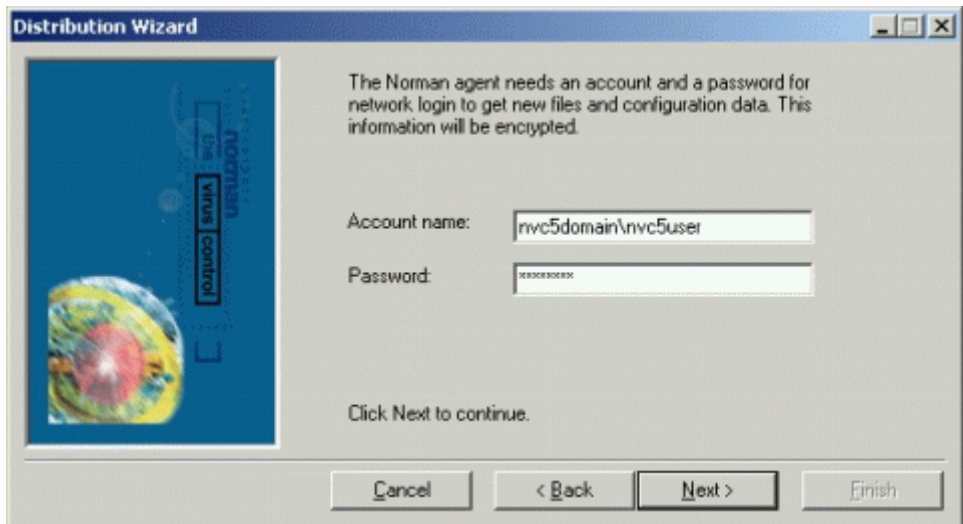 Distribution Wizard
The Norman agent needs an account and a password for
network login to get new files and configuration data. This
information will be encrypted.
norman
the virus control
Account name: nvc5domain\nvc5user
Password: ********
Click Next to continue.
Cancel < Back Next > Finish